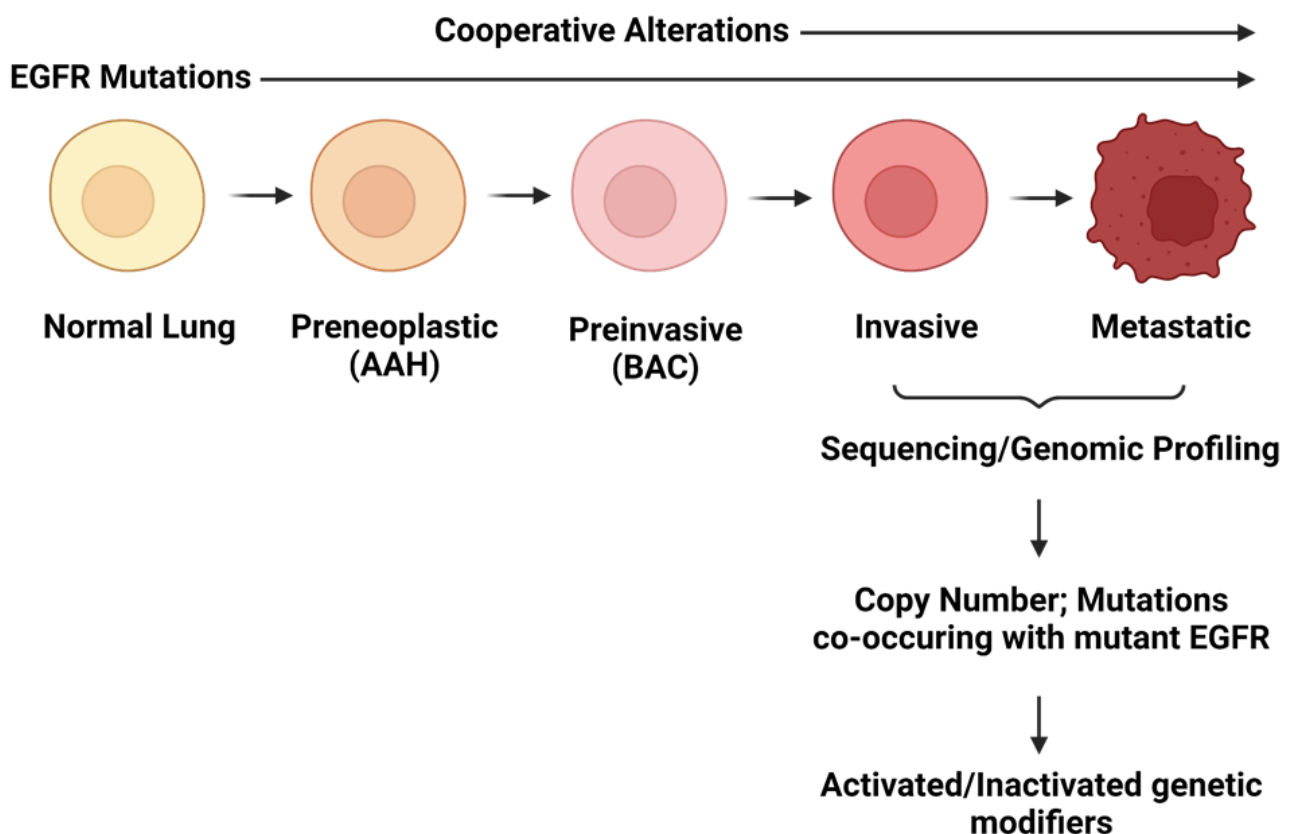 Cooperative Alterations
EGFR Mutations
Normal Lung
Preneoplastic
(AAH)
Preinvasive
(BAC)
Invasive
Metastatic
Sequencing/Genomic Profiling
Copy Number; Mutations
co-occuring with mutant EGFR
Activated/Inactivated genetic
modifiers